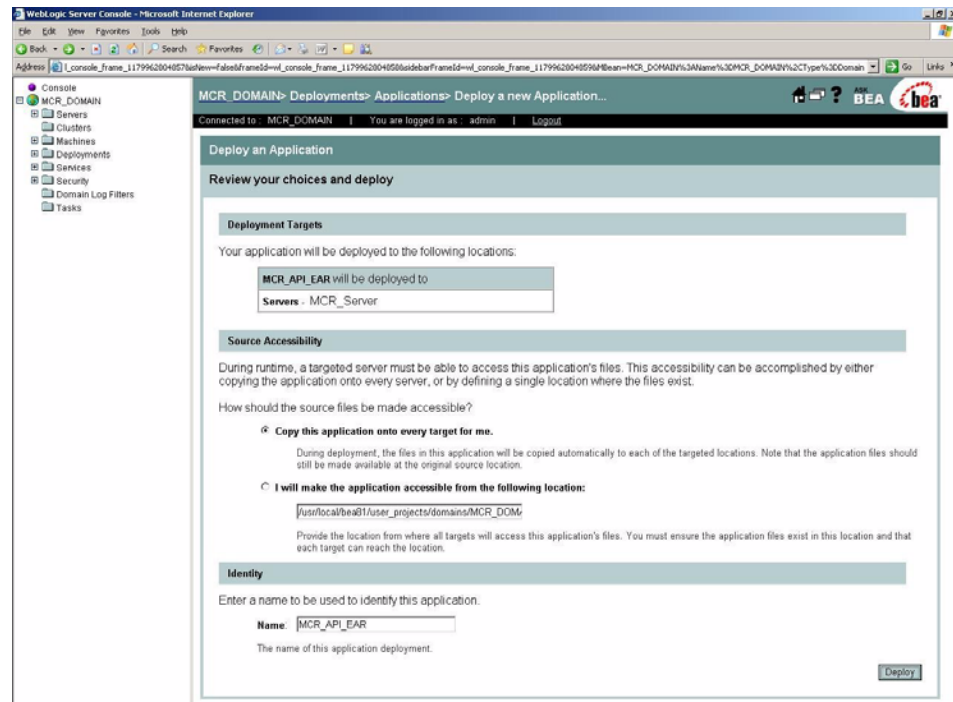 WebLogic Server Console - Microsoft Internet Explorer
File Edit View Favorites Tools Help
Back Search Favorites
Address Go Links
Console
MCR_DOMAIN
Servers
Clusters
Machines
Deployments
Services
Security
Domain Log Filters
Tasks
MCR_DOMAIN> Deployments> Applications> Deploy a new Application...
ASK BEA
bea
Connected to : MCR_DOMAIN | You are logged in as : admin | Logout
Deploy an Application
Review your choices and deploy
Deployment Targets
Your application will be deployed to the following locations:
MCR_API_EAR will be deployed to
Servers - MCR_Server
Source Accessibility
During runtime, a targeted server must be able to access this application's files. This accessibility can be accomplished by either
copying the application onto every server, or by defining a single location where the files exist.
How should the source files be made accessible?
Copy this application onto every target for me.
During deployment, the files in this application will be copied automatically to each of the targeted locations. Note that the application files should
still be made available at the original source location.
I will make the application accessible from the following location:
/usr/local/bea81/user_projects/domains/MCR_DOM
Provide the location from where all targets will access this application's files. You must ensure the application files exist in this location and that
each target can reach the location.
Identity
Enter a name to be used to identify this application.
Name: MCR_API_EAR
The name of this application deployment.
Deploy